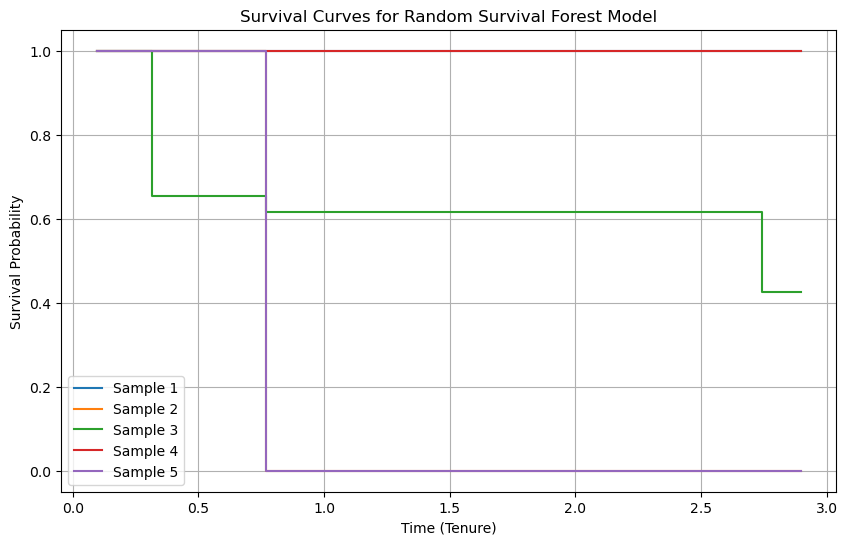 Survival Curves for Random Survival Forest Model
Survival Probability
1.0
0.8
0.6
0.4
0.2
0.0
Sample 1
Sample 2
Sample 3
Sample 4
Sample 5
0.0 0.5 1.0 1.5 2.0 2.5 3.0
Time (Tenure)